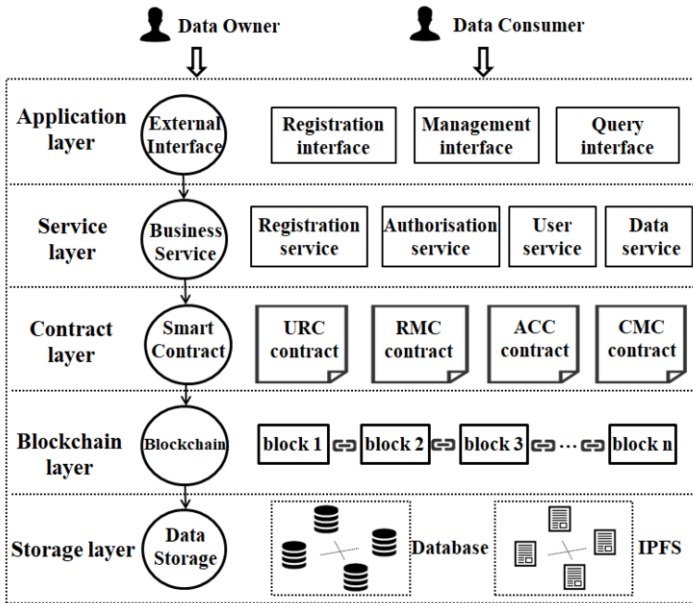 Data Owner
Data Consumer
Application
layer
External
Interface
Registration
interface
Management
interface
Query
interface
Service
layer
Business
Service
Registration
service
Authorisation
service
User
service
Data
service
Contract
layer
Smart
Contract
URC
contract
RMC
contract
ACC
contract
CMC
contract
Blockchain
layer
Blockchain
block 1
block 2
block 3
...
block n
Storage layer
Data
Storage
Database
IPFS